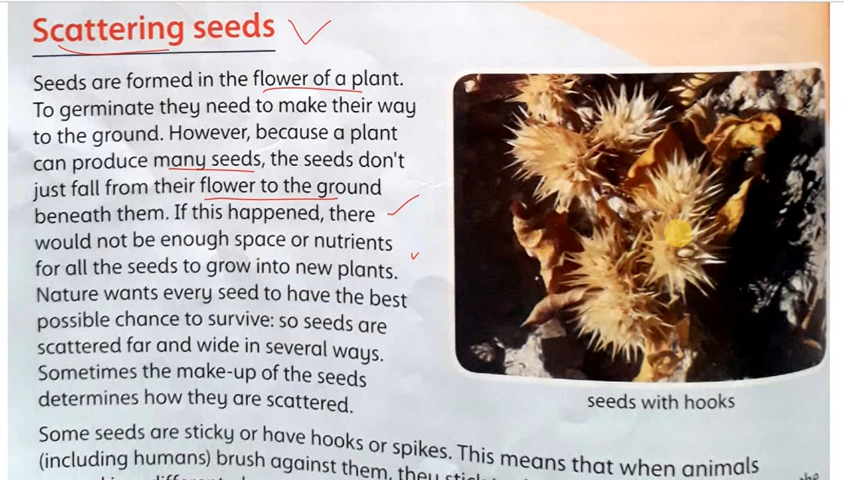 Scattering seeds
Seeds are formed in the flower of a plant.
To germinate they need to make their way
to the ground. However, because a plant
can produce many seeds, the seeds don't
just fall from their flower to the ground
beneath them. If this happened, there
would not be enough space or nutrients
for all the seeds to grow into new plants.
Nature wants every seed to have the best
possible chance to survive: so seeds are
scattered far and wide in several ways.
Sometimes the make-up of the seeds
determines how they are scattered.
seeds with hooks
Some seeds are sticky or have hooks or spikes. This means that when animals
(including humans) brush against them, they